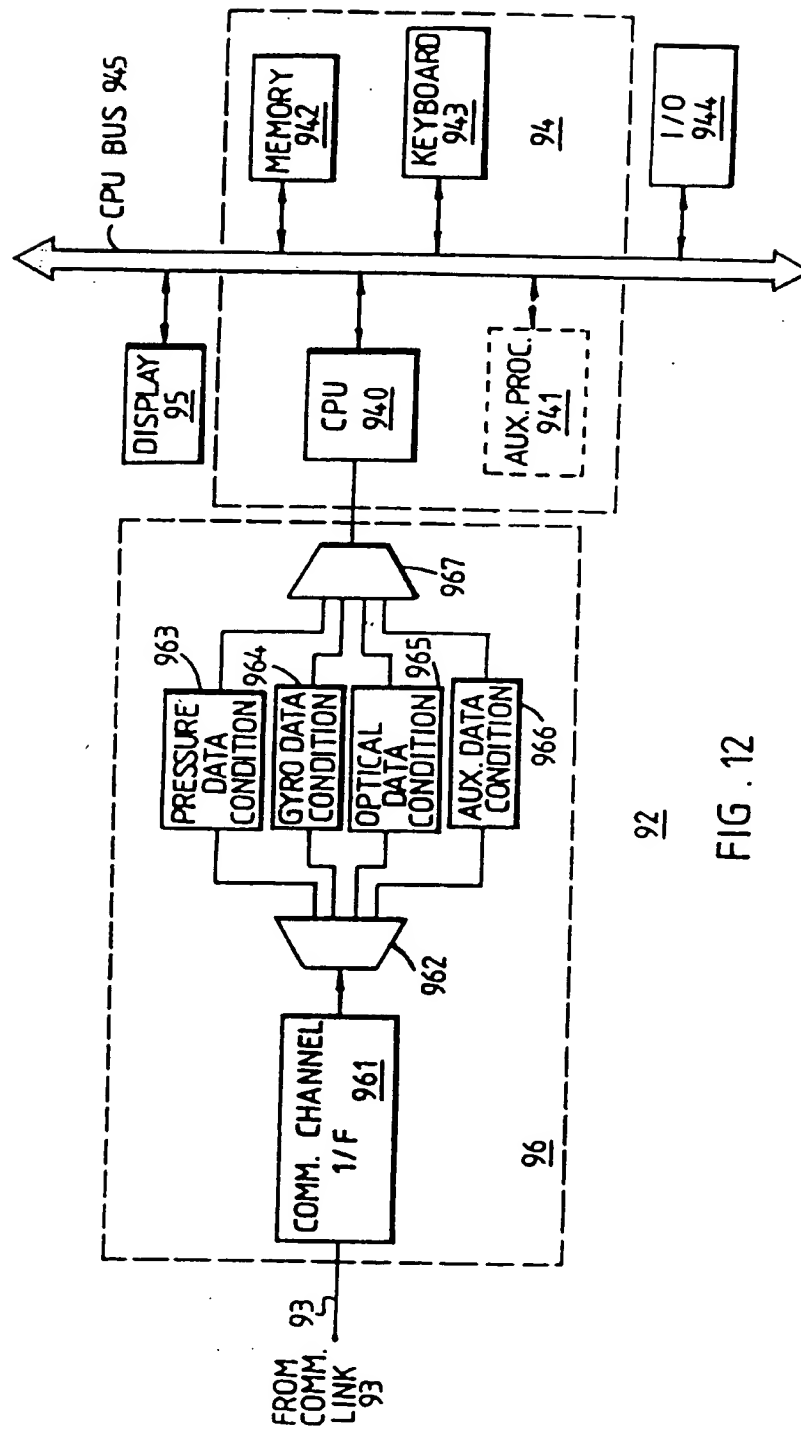 FROM
COMM.
LINK
93
93
COMM. CHANNEL
1/F
961
96
962
PRESSURE
DATA
CONDITION
963
GYRO DATA
CONDITION
964
OPTICAL
DATA
CONDITION
965
AUX. DATA
CONDITION
966
967
DISPLAY
95
CPU BUS 945
CPU
940
AUX. PROC.
941
MEMORY
942
KEYBOARD
943
94
I/O
944
92
FIG. 12